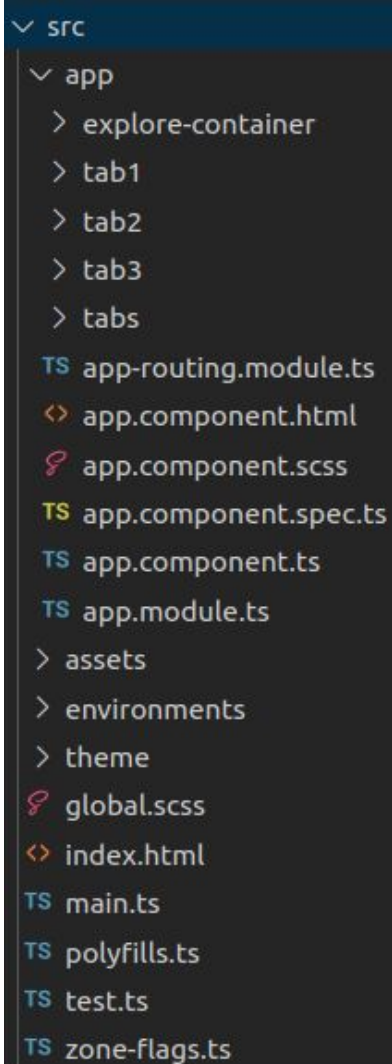 src
app
explore-container
tab1
tab2
tab3
tabs
TS app-routing.module.ts
<> app.component.html
app.component.scss
TS app.component.spec.ts
TS app.component.ts
TS app.module.ts
assets
environments
theme
global.scss
<> index.html
TS main.ts
TS polyfills.ts
TS test.ts
TS zone-flags.ts